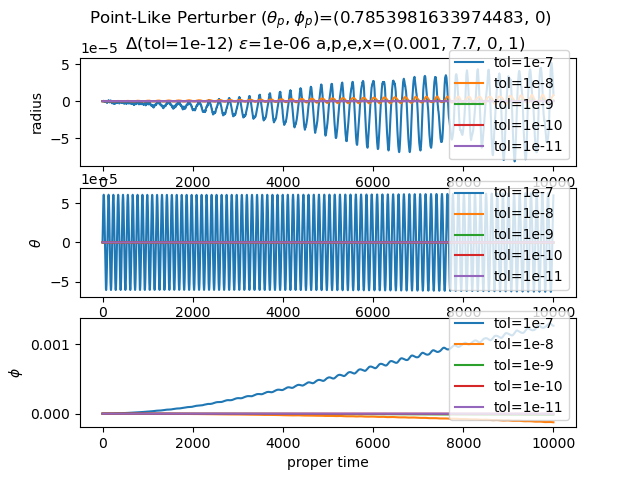 Point-Like Perturber (θp, ϕp)=(0.7853981633974483, 0)
Δ(tol=1e-12) ε=1e-06 a,p,e,x=(0.001, 7.7, 0, 1)
1e−5
5
0
−5
radius
0 2000 4000 6000 8000 10000
tol=1e-7
tol=1e-8
tol=1e-9
tol=1e-10
tol=1e-11
1e−5
5
0
−5
θ
0 2000 4000 6000 8000 10000
tol=1e-7
tol=1e-8
tol=1e-9
tol=1e-10
tol=1e-11
0.001
0.000
ϕ
0 2000 4000 6000 8000 10000
proper time
tol=1e-7
tol=1e-8
tol=1e-9
tol=1e-10
tol=1e-11